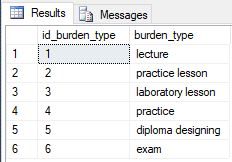 Results Messages
id_burden_type burden_type
1 1 lecture
2 2 practice lesson
3 3 laboratory lesson
4 4 practice
5 5 diploma designing
6 6 exam